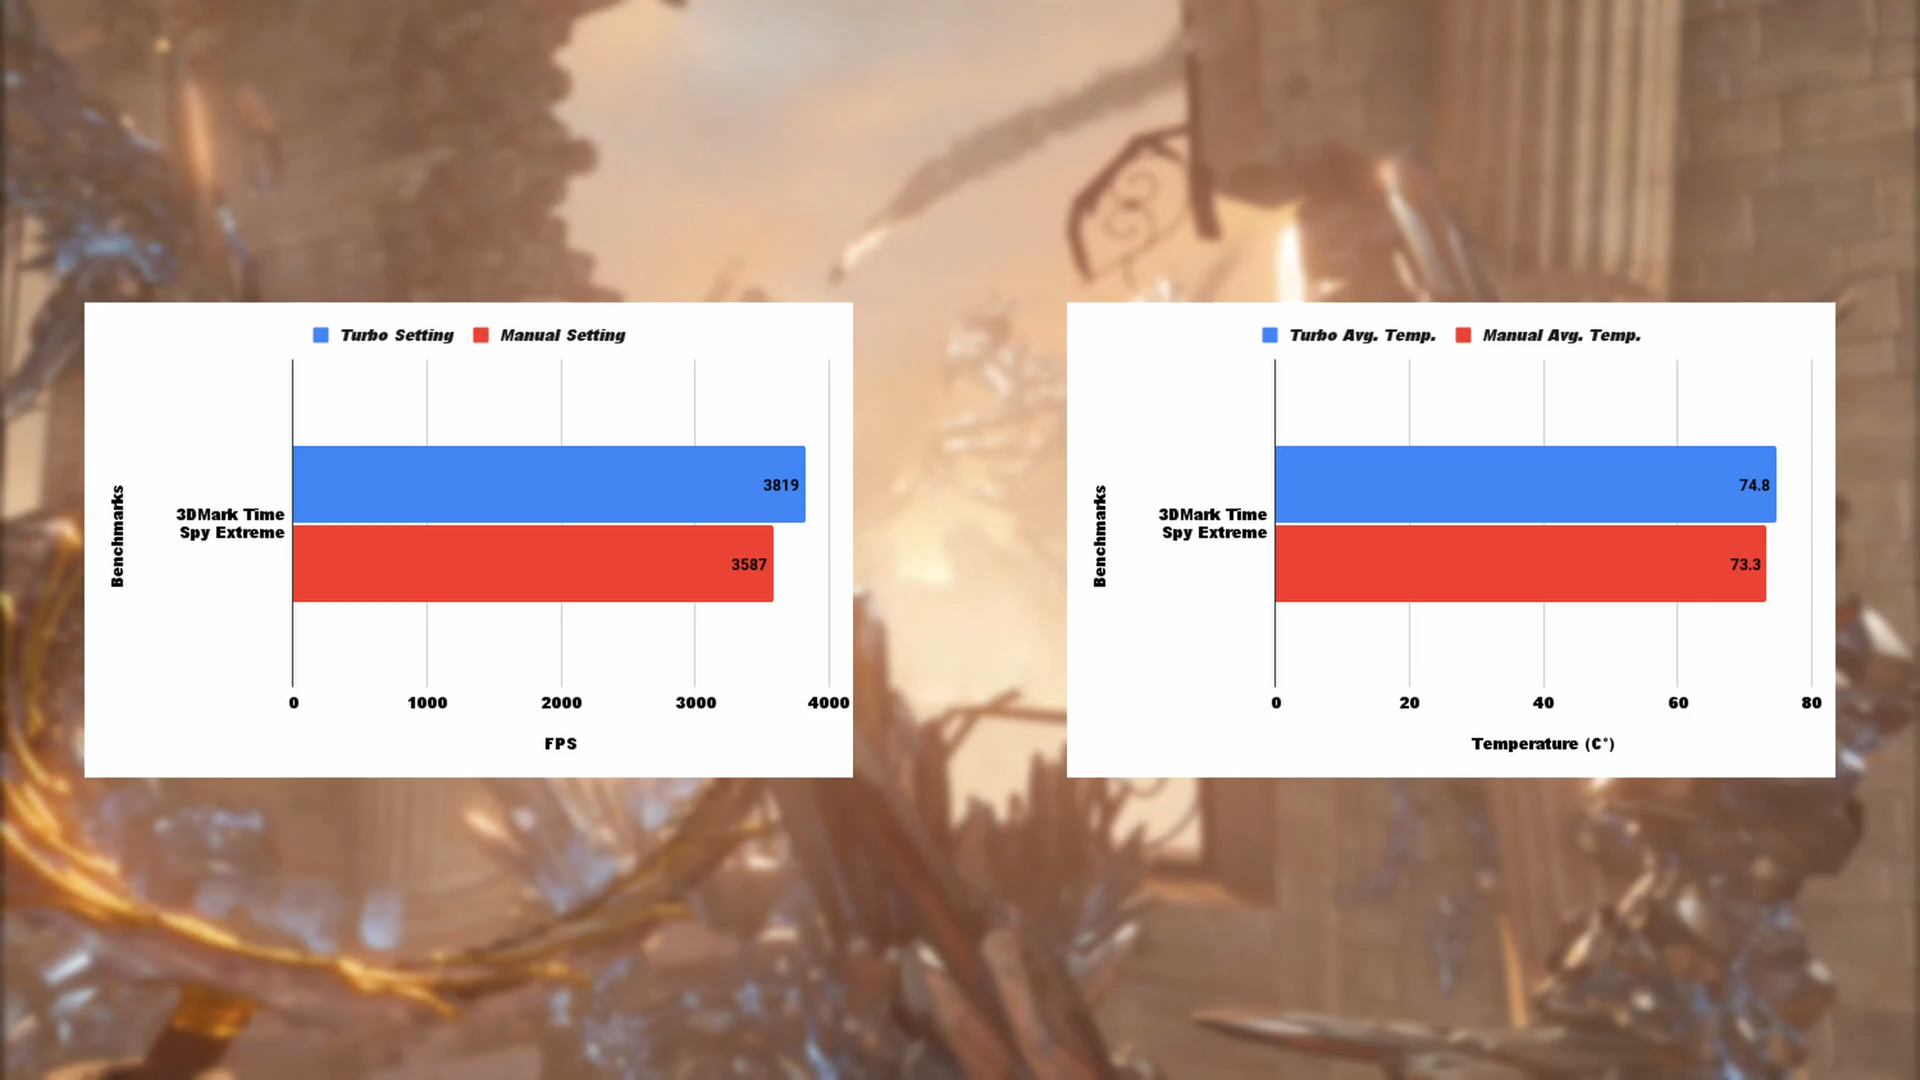 Turbo Setting Manual Setting
Benchmarks
3DMark Time
Spy Extreme
3819
3587
0 1000 2000 3000 4000
FPS
Turbo Avg. Temp. Manual Avg. Temp.
Benchmarks
3DMark Time
Spy Extreme
74.8
73.3
0 20 40 60 80
Temperature (C°)